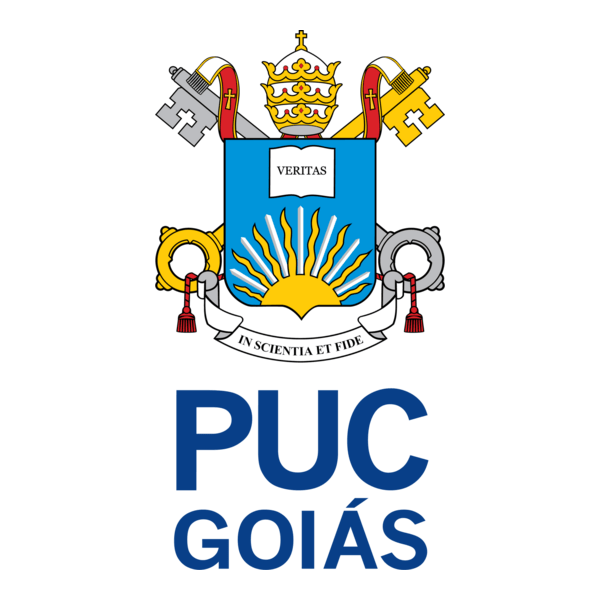 VERITAS
IN SCIENTIA ET FIDE
PUC
GOIÁS